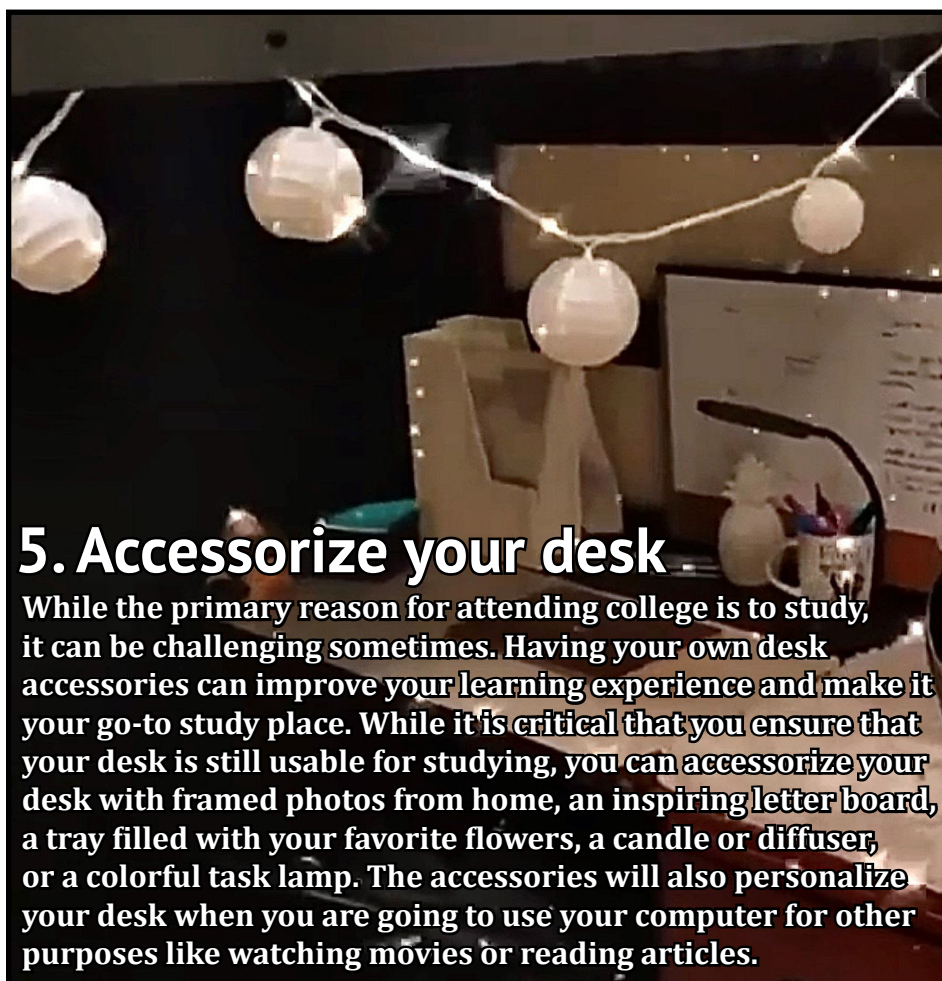 5. Accessorize your desk
While the primary reason for attending college is to study,
it can be challenging sometimes. Having your own desk
accessories can improve your learning experience and make it
your go-to study place. While it is critical that you ensure that
your desk is still usable for studying, you can accessorize your
desk with framed photos from home, an inspiring letter board,
a tray filled with your favorite flowers, a candle or diffuser,
or a colorful task lamp. The accessories will also personalize
your desk when you are going to use your computer for other
purposes like watching movies or reading articles.